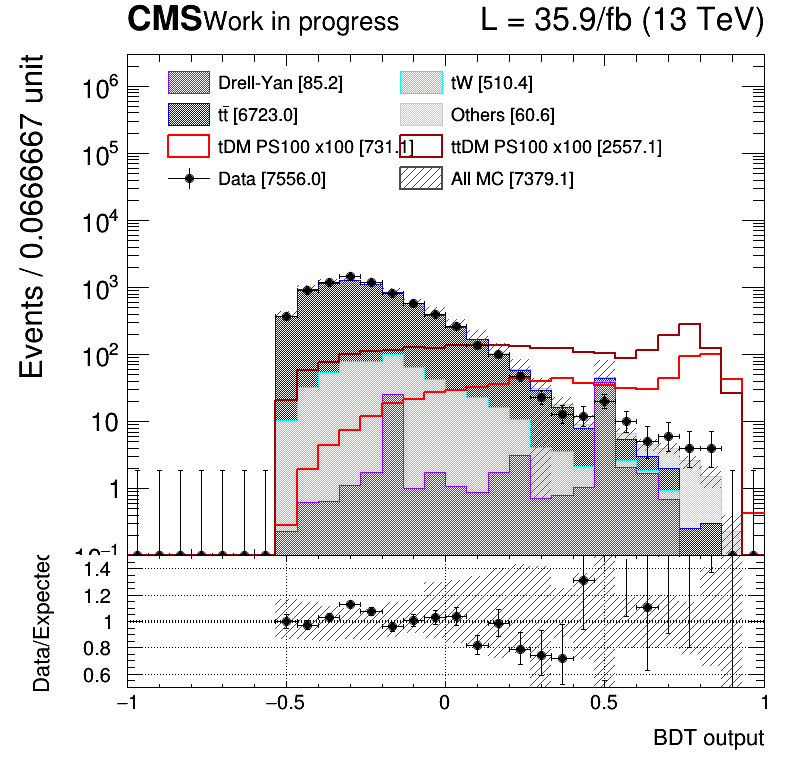 CMS Work in progress L = 35.9/fb (13 TeV)
Events / 0.0666667 unit
Drell-Yan [85.2] tW [510.4]
tt̄ [6723.0] Others [60.6]
tDM PS100 x100 [731.1] ttDM PS100 x100 [2557.1]
Data [7556.0] All MC [7379.1]
10⁶
10⁵
10⁴
10³
10²
10
1
10⁻¹
Data/Expected
1.4
1.2
1
0.8
0.6
−1 −0.5 0 0.5 1
BDT output